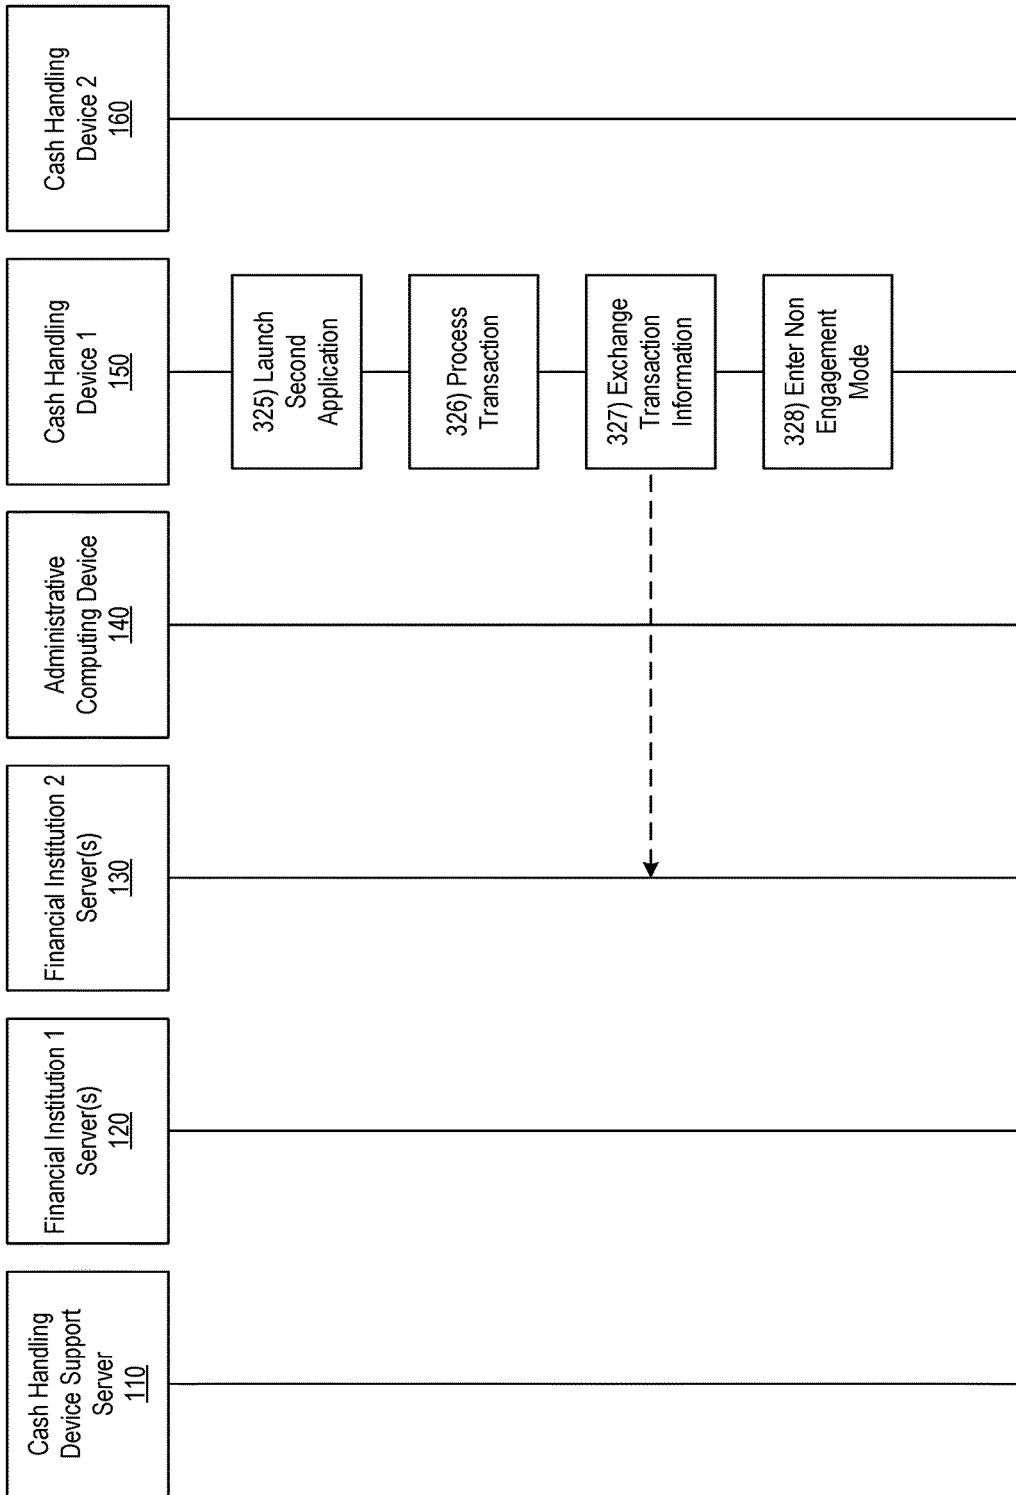 Cash Handling
Device Support
Server
110
Financial Institution 1
Server(s)
120
Financial Institution 2
Server(s)
130
Administrative
Computing Device
140
Cash Handling
Device 1
150
Cash Handling
Device 2
160
325) Launch
Second
Application
326) Process
Transaction
327) Exchange
Transaction
Information
328) Enter Non
Engagement
Mode